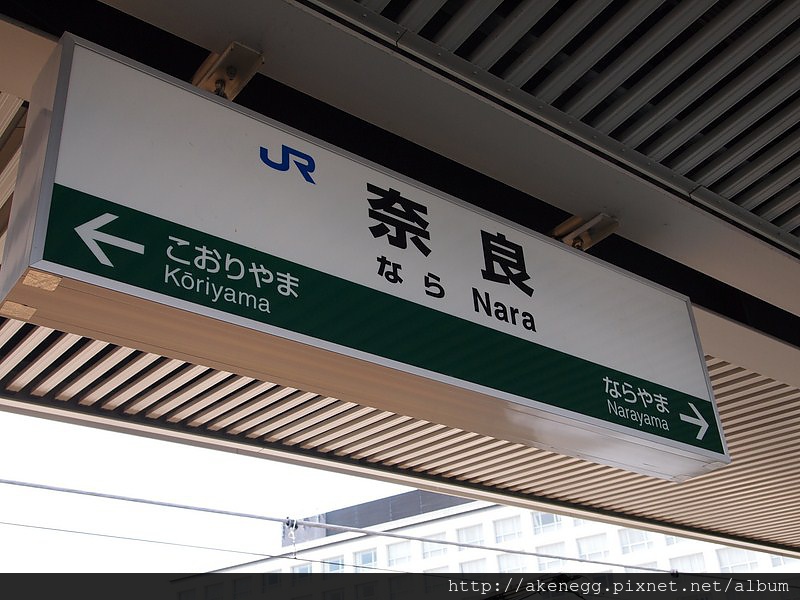 JR
奈良
なら Nara
こおりやま
Kōriyama
ならやま
Narayama
http://akenegg.pixnet.net/album